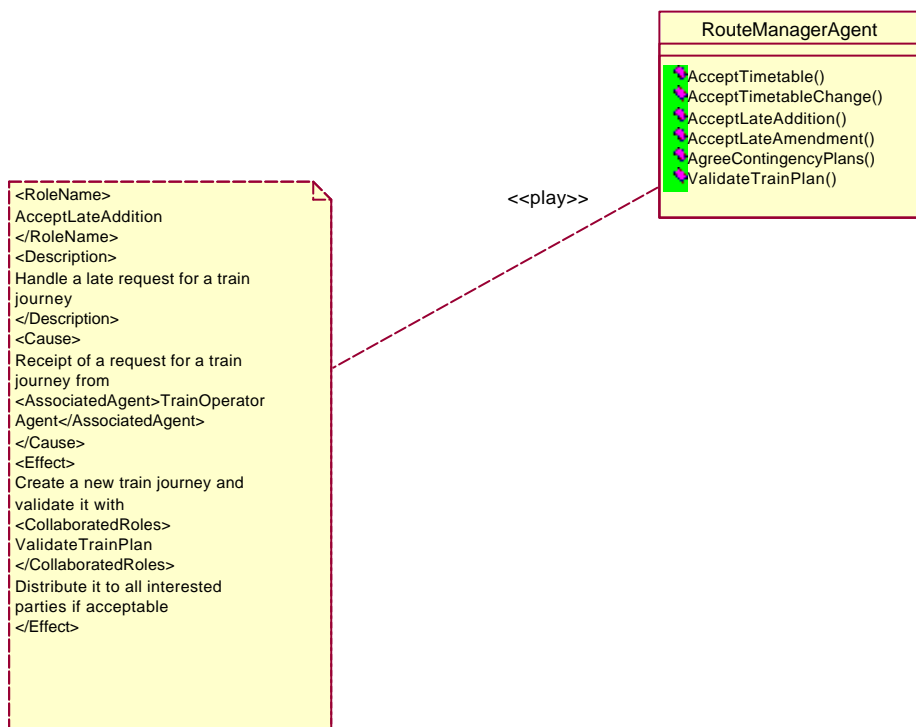 RouteManagerAgent
AcceptTimetable()
AcceptTimetableChange()
AcceptLateAddition()
AcceptLateAmendment()
AgreeContingencyPlans()
ValidateTrainPlan()
<<play>>
<RoleName>
AcceptLateAddition
</RoleName>
<Description>
Handle a late request for a train
journey
</Description>
<Cause>
Receipt of a request for a train
journey from
<AssociatedAgent>TrainOperator
Agent</AssociatedAgent>
</Cause>
<Effect>
Create a new train journey and
validate it with
<CollaboratedRoles>
ValidateTrainPlan
</CollaboratedRoles>
Distribute it to all interested
parties if acceptable
</Effect>